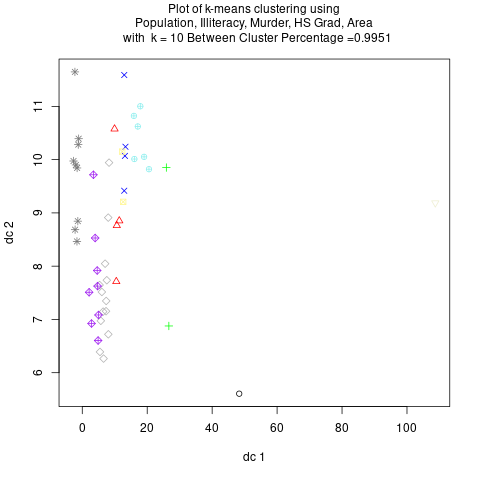 Plot of k-means clustering using
Population, Illiteracy, Murder, HS Grad, Area
with k = 10 Between Cluster Percentage =0.9951
11
10
9
8
7
6
dc 2
0 20 40 60 80 100
dc 1